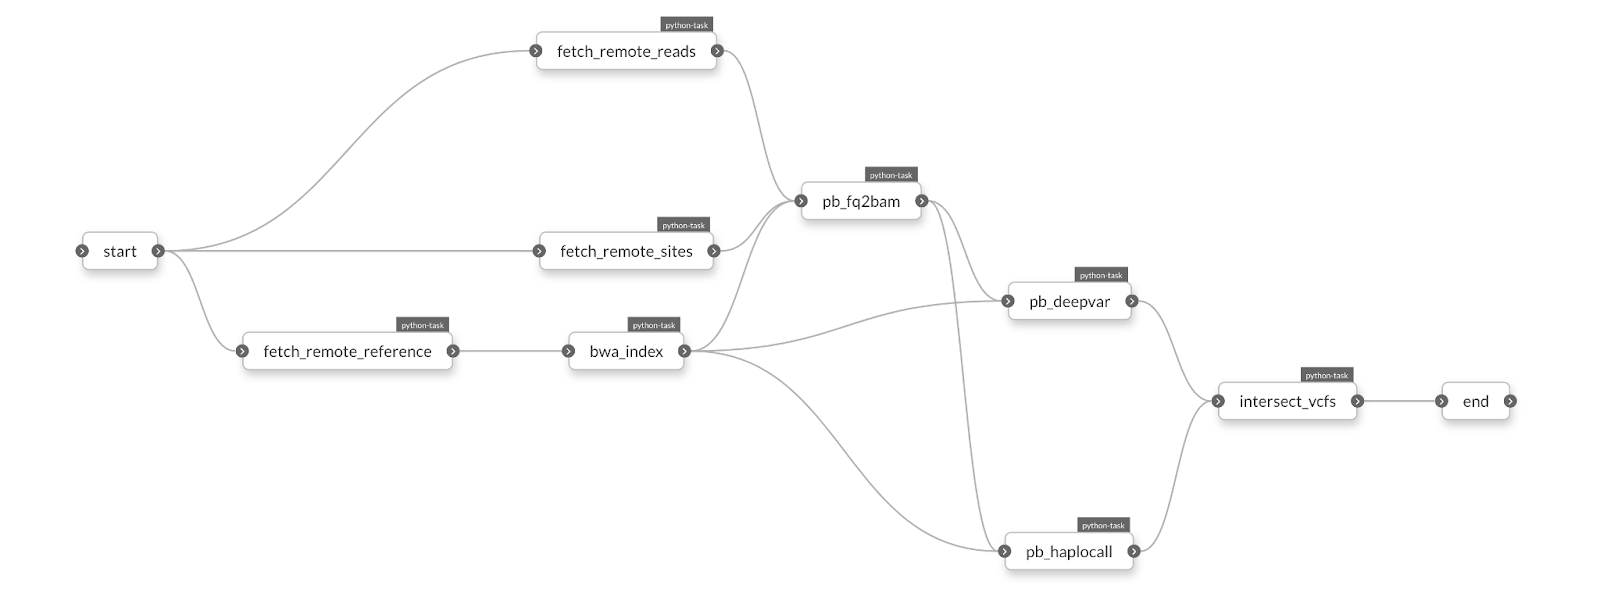 python-task
fetch_remote_reads
python-task
pb_fq2bam
python-task
start
fetch_remote_sites
python-task
pb_deepvar
python-task
fetch_remote_reference
python-task
bwa_index
python-task
intersect_vcfs
end
python-task
pb_haplocall